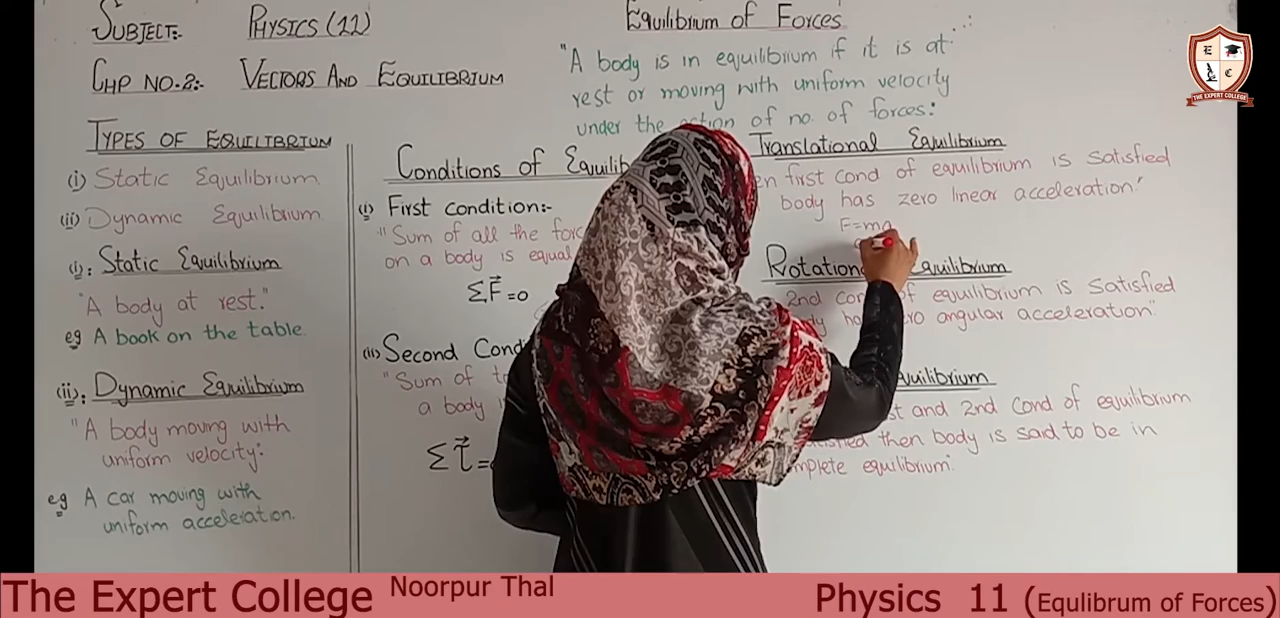 SUBJECT:- PHYSICS (11)
CHP NO.2:- VECTORS AND EQUILIBRIUM
Equilibrium of Forces
"A body is in equilibrium if it is at
rest or moving with uniform velocity
under the action of no. of forces:
TYPES OF EQUILIBRIUM
(i) Static Equilibrium
(ii) Dynamic Equilibrium
(i): Static Equilibrium
"A body at rest."
eg A book on the table.
(ii): Dynamic Equilibrium
"A body moving with
uniform velocity:
eg A car moving with
uniform acceleration.
Conditions of
(i) First condition:-
"Sum of all the
on a body is equal
ΣF⃗=0
(ii) Second
"Sum of
a body
Στ⃗=
Translational Equilibrium
first cond of equilibrium is satisfied
body has zero linear acceleration."
F=ma
2nd of equilibrium is satisfied
angular acceleration"
and 2nd Cond of equilibrium
then body is said to be in
equilibrium:
E
C
THE EXPERT COLLEGE
The Expert College Noorpur Thal Physics 11 (Equlibrum of Forces)